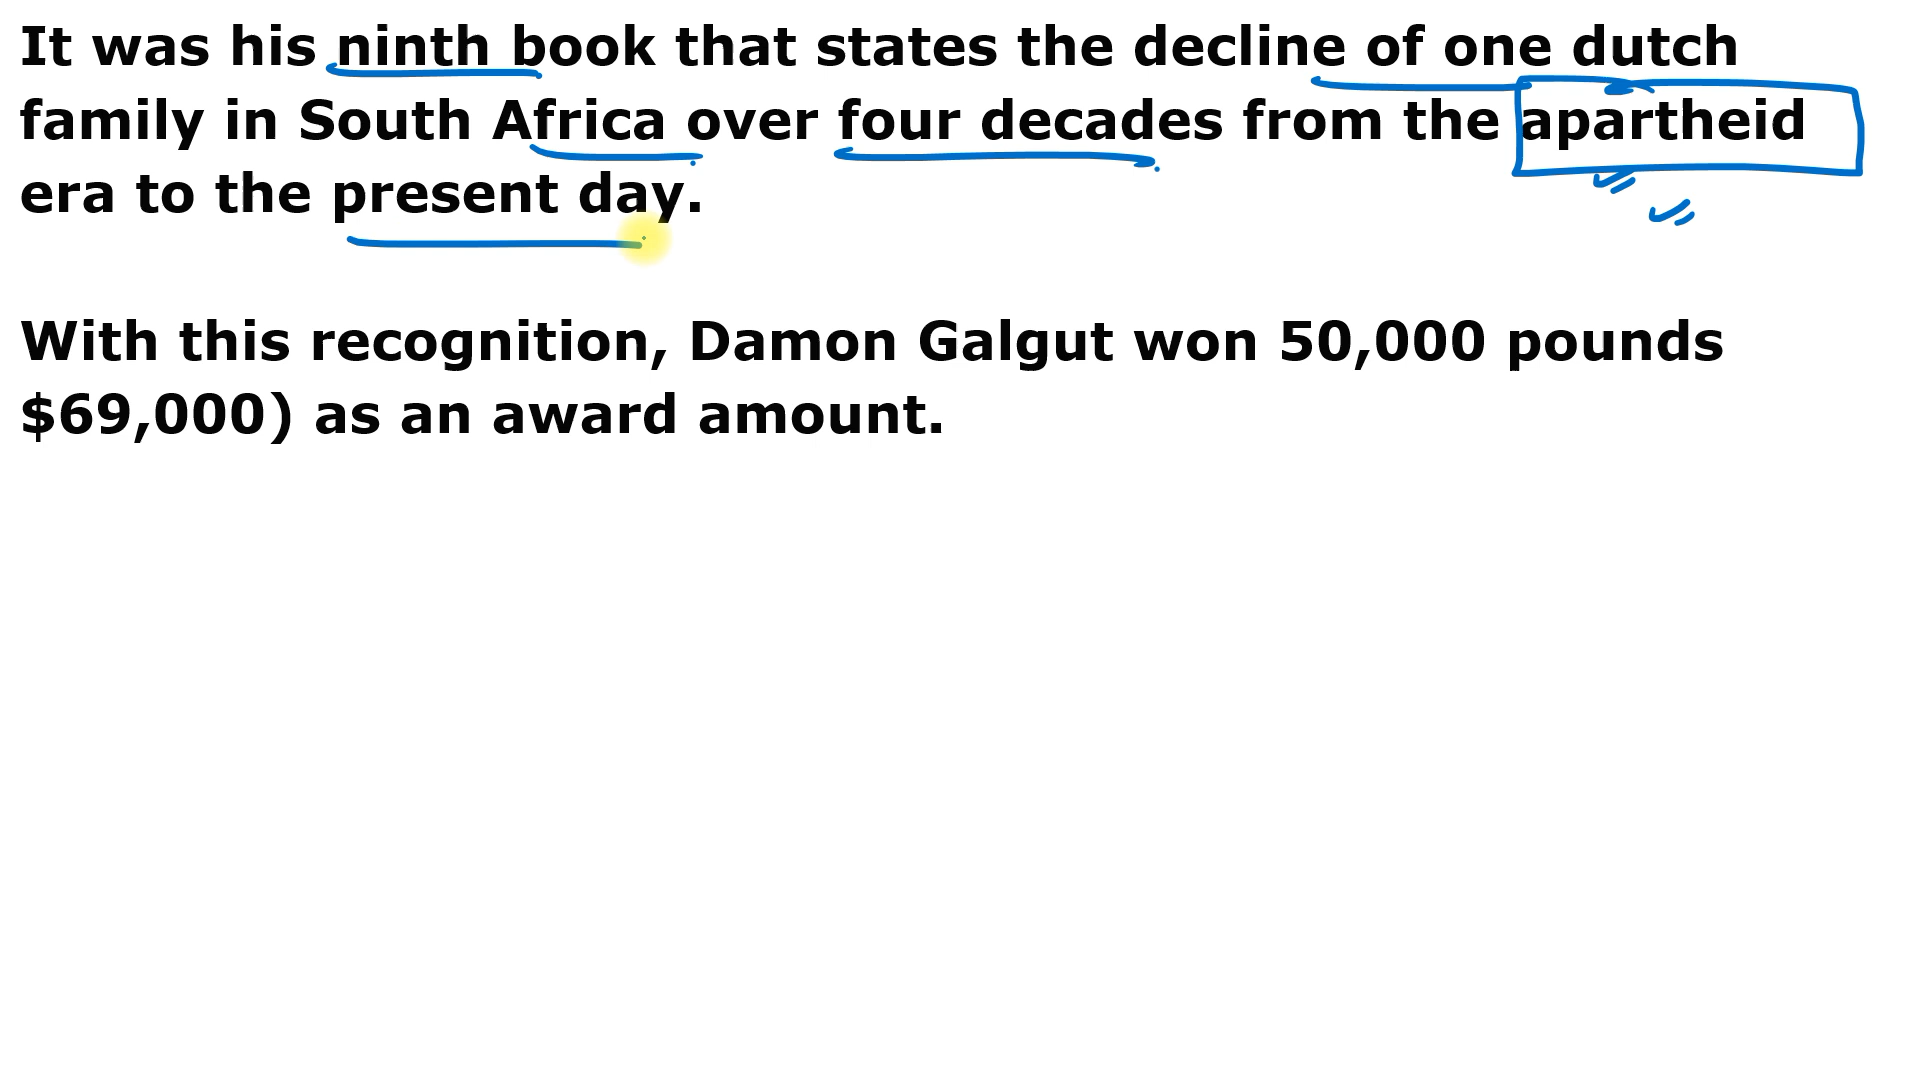 It was his ninth book that states the decline of one dutch
family in South Africa over four decades from the apartheid
era to the present day.
With this recognition, Damon Galgut won 50,000 pounds
$69,000) as an award amount.